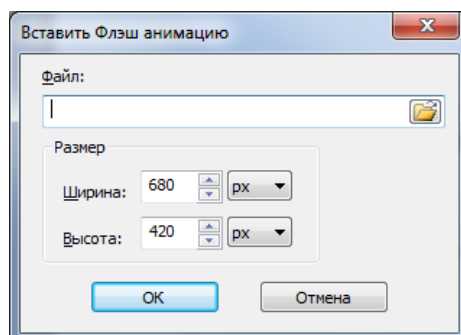 Вставить Флэш анимацию
Файл:
Размер
Ширина: 680 px
Высота: 420 px
OK Отмена